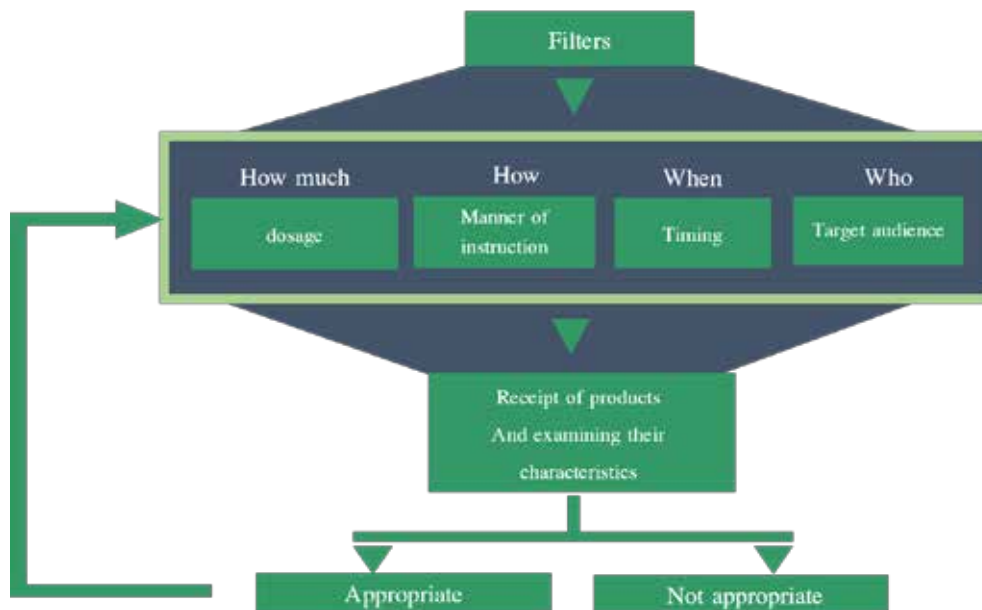 Filters
How much
How
When
Who
dosage
Manner of
instruction
Timing
Target audience
Receipt of products
And examining their
characteristics
Appropriate
Not appropriate